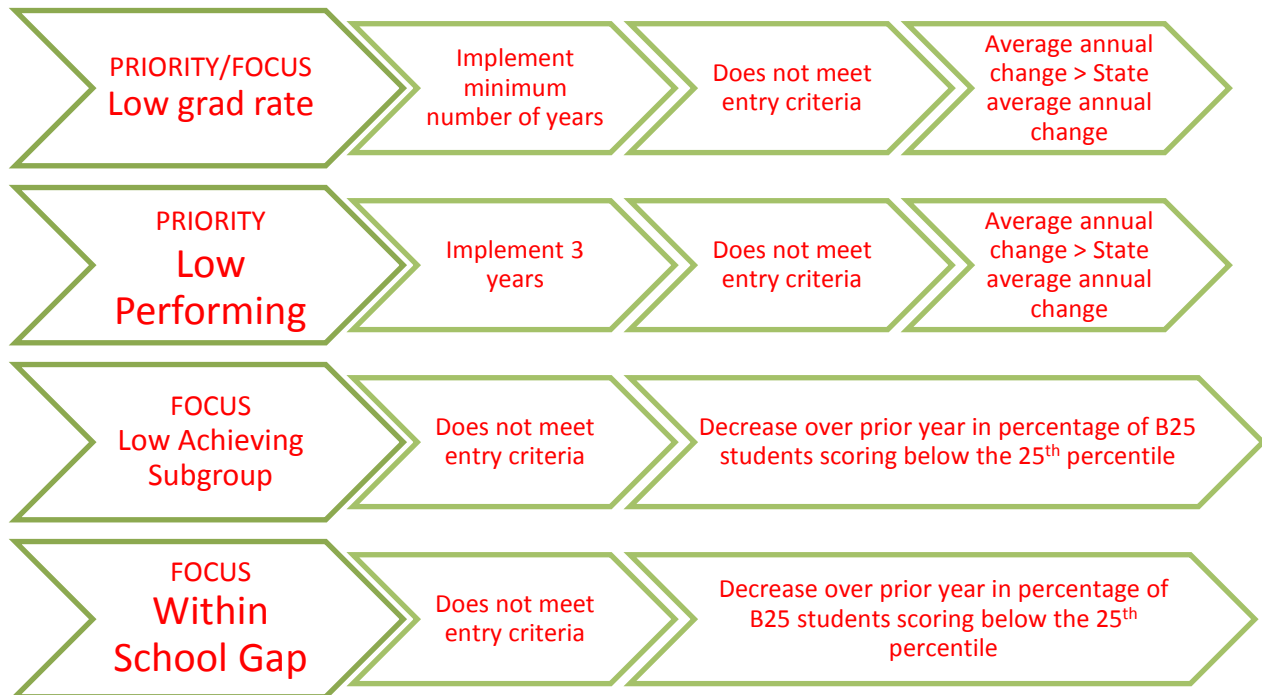 PRIORITY/FOCUS
Low grad rate
Implement
minimum
number of years
Does not meet
entry criteria
Average annual
change > State
average annual
change
PRIORITY
Low
Performing
Implement 3
years
Does not meet
entry criteria
Average annual
change > State
average annual
change
FOCUS
Low Achieving
Subgroup
Does not meet
entry criteria
Decrease over prior year in percentage of B25
students scoring below the 25th percentile
FOCUS
Within
School Gap
Does not meet
entry criteria
Decrease over prior year in percentage of
B25 students scoring below the 25th
percentile